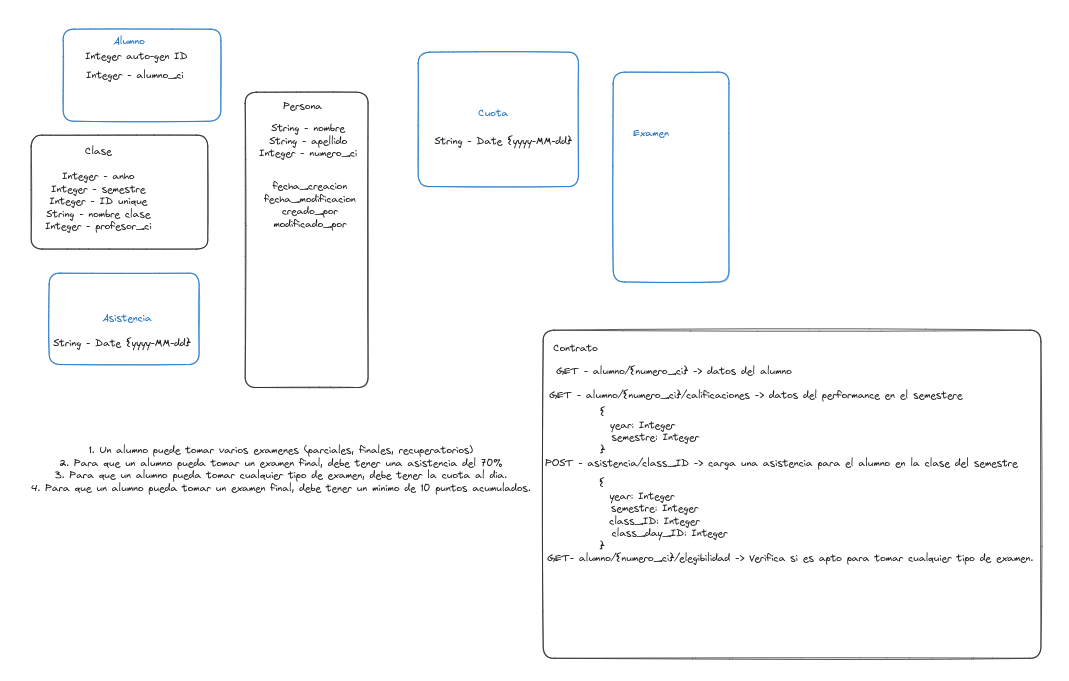 Alumno
Integer auto-gen ID
Integer - alumno_ci
Clase
Integer - anho
Integer - semestre
Integer - ID unique
String - nombre clase
Integer - profesor_ci
Asistencia
String - Date {yyyy-MM-dd}
Persona
String - nombre
String - apellido
Integer - numero_ci
fecha_creacion
fecha_modificacion
creado_por
modificado_por
Cuota
String - Date {yyyy-MM-dd}
Examen
1. Un alumno puede tomar varios examenes (parciales, finales, recuperatorios)
2. Para que un alumno pueda tomar un examen final, debe tener una asistencia del 70%
3. Para que un alumno pueda tomar cualquier tipo de examen, debe tener la cuota al dia.
4. Para que un alumno pueda tomar un examen final, debe tener un minimo de 10 puntos acumulados.
Contrato
GET - alumno/{numero_ci} -> datos del alumno
GET - alumno/{numero_ci}/calificaciones -> datos del performance en el semestere
{
year: Integer
semestre: Integer
}
POST - asistencia/class_ID -> carga una asistencia para el alumno en la clase del semestre
{
year: Integer
semestre: Integer
class_ID: Integer
class_day_ID: Integer
}
GET- alumno/{numero_ci}/elegibilidad -> Verifica si es apto para tomar cualquier tipo de examen.